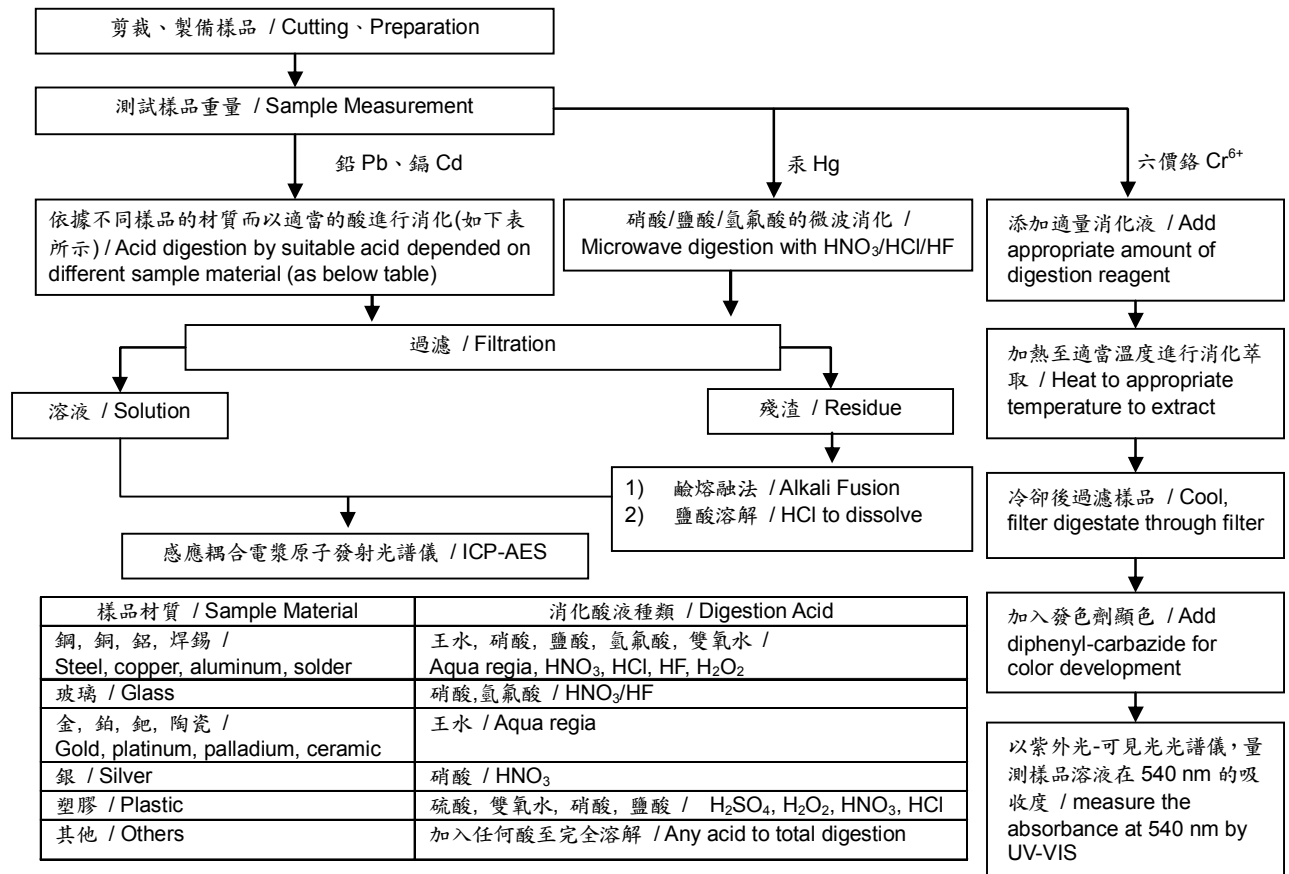 剪裁、製備樣品 / Cutting、Preparation
測試樣品重量 / Sample Measurement
鉛 Pb、鎘 Cd
汞 Hg
六價鉻 Cr⁶⁺
依據不同樣品的材質而以適當的酸進行消化(如下表
所示) / Acid digestion by suitable acid depended on
different sample material (as below table)
硝酸/鹽酸/氫氟酸的微波消化 /
Microwave digestion with HNO₃/HCl/HF
添加適量消化液 / Add
appropriate amount of
digestion reagent
過濾 / Filtration
加熱至適當溫度進行消化萃
取 / Heat to appropriate
temperature to extract
溶液 / Solution
殘渣 / Residue
1) 鹼熔融法 / Alkali Fusion
2) 鹽酸溶解 / HCl to dissolve
冷卻後過濾樣品 / Cool,
filter digestate through filter
感應耦合電漿原子發射光譜儀 / ICP-AES
加入發色劑顯色 / Add
diphenyl-carbazide for
color development
以紫外光-可見光光譜儀,量
測樣品溶液在 540 nm 的吸
收度 / measure the
absorbance at 540 nm by
UV-VIS
樣品材質 / Sample Material
消化酸液種類 / Digestion Acid
鋼, 銅, 鋁, 焊錫 /
Steel, copper, aluminum, solder
王水, 硝酸, 鹽酸, 氫氟酸, 雙氧水 /
Aqua regia, HNO₃, HCl, HF, H₂O₂
玻璃 / Glass
硝酸,氫氟酸 / HNO₃/HF
金, 鉑, 鈀, 陶瓷 /
Gold, platinum, palladium, ceramic
王水 / Aqua regia
銀 / Silver
硝酸 / HNO₃
塑膠 / Plastic
硫酸, 雙氧水, 硝酸, 鹽酸 / H₂SO₄, H₂O₂, HNO₃, HCl
其他 / Others
加入任何酸至完全溶解 / Any acid to total digestion